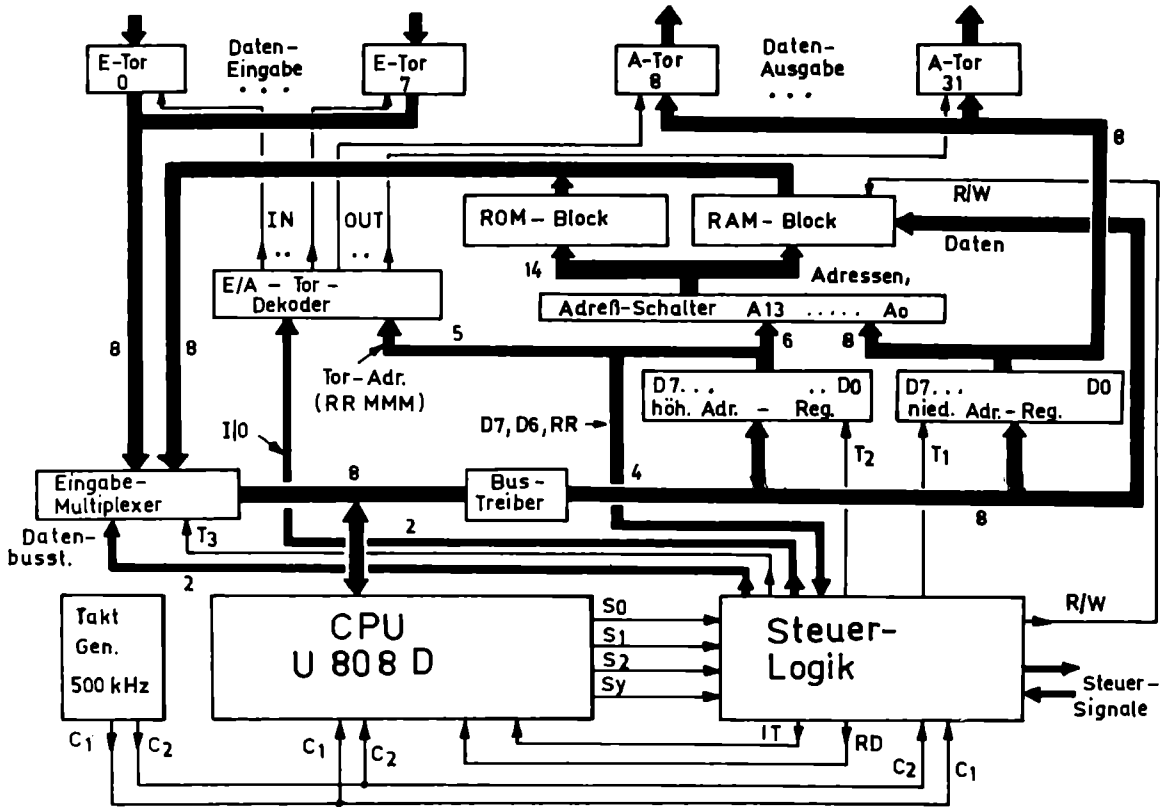 E-Tor
0
Daten-
Eingabe
. . .
E-Tor
7
A-Tor
8
Daten-
Ausgabe
. . .
A-Tor
31
8
IN
..
OUT
..
ROM - Block
RAM - Block
R/W
Daten
14
Adressen,
E/A - Tor -
Dekoder
Adreß-Schalter A13 ..... A0
8
8
5
6
8
Tor-Adr.
(RR MMM)
D7... ..D0
höh. Adr. - Reg.
D7... D0
nied. Adr.-Reg.
I/O
D7, D6, RR
T2
T1
Eingabe-
Multiplexer
8
Bus-
Treiber
4
8
Daten-
busst.
T3
2
2
Takt
Gen.
500 kHz
CPU
U 808 D
S0
S1
S2
Sy
Steuer-
Logik
R/W
Steuer-
Signale
C1
C2
C1
C2
IT
RD
C2
C1